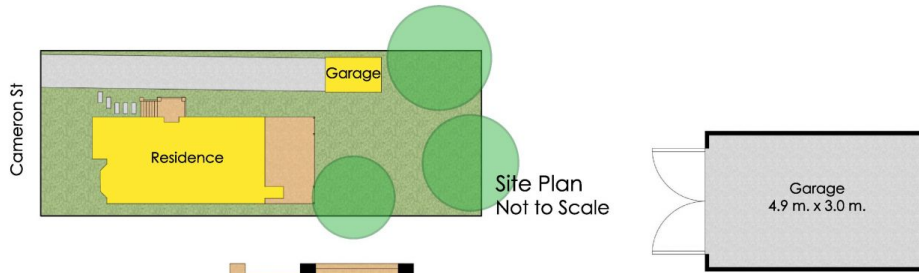 Cameron St
Garage
Residence
Site Plan
Not to Scale
Garage
4.9 m. x 3.0 m.